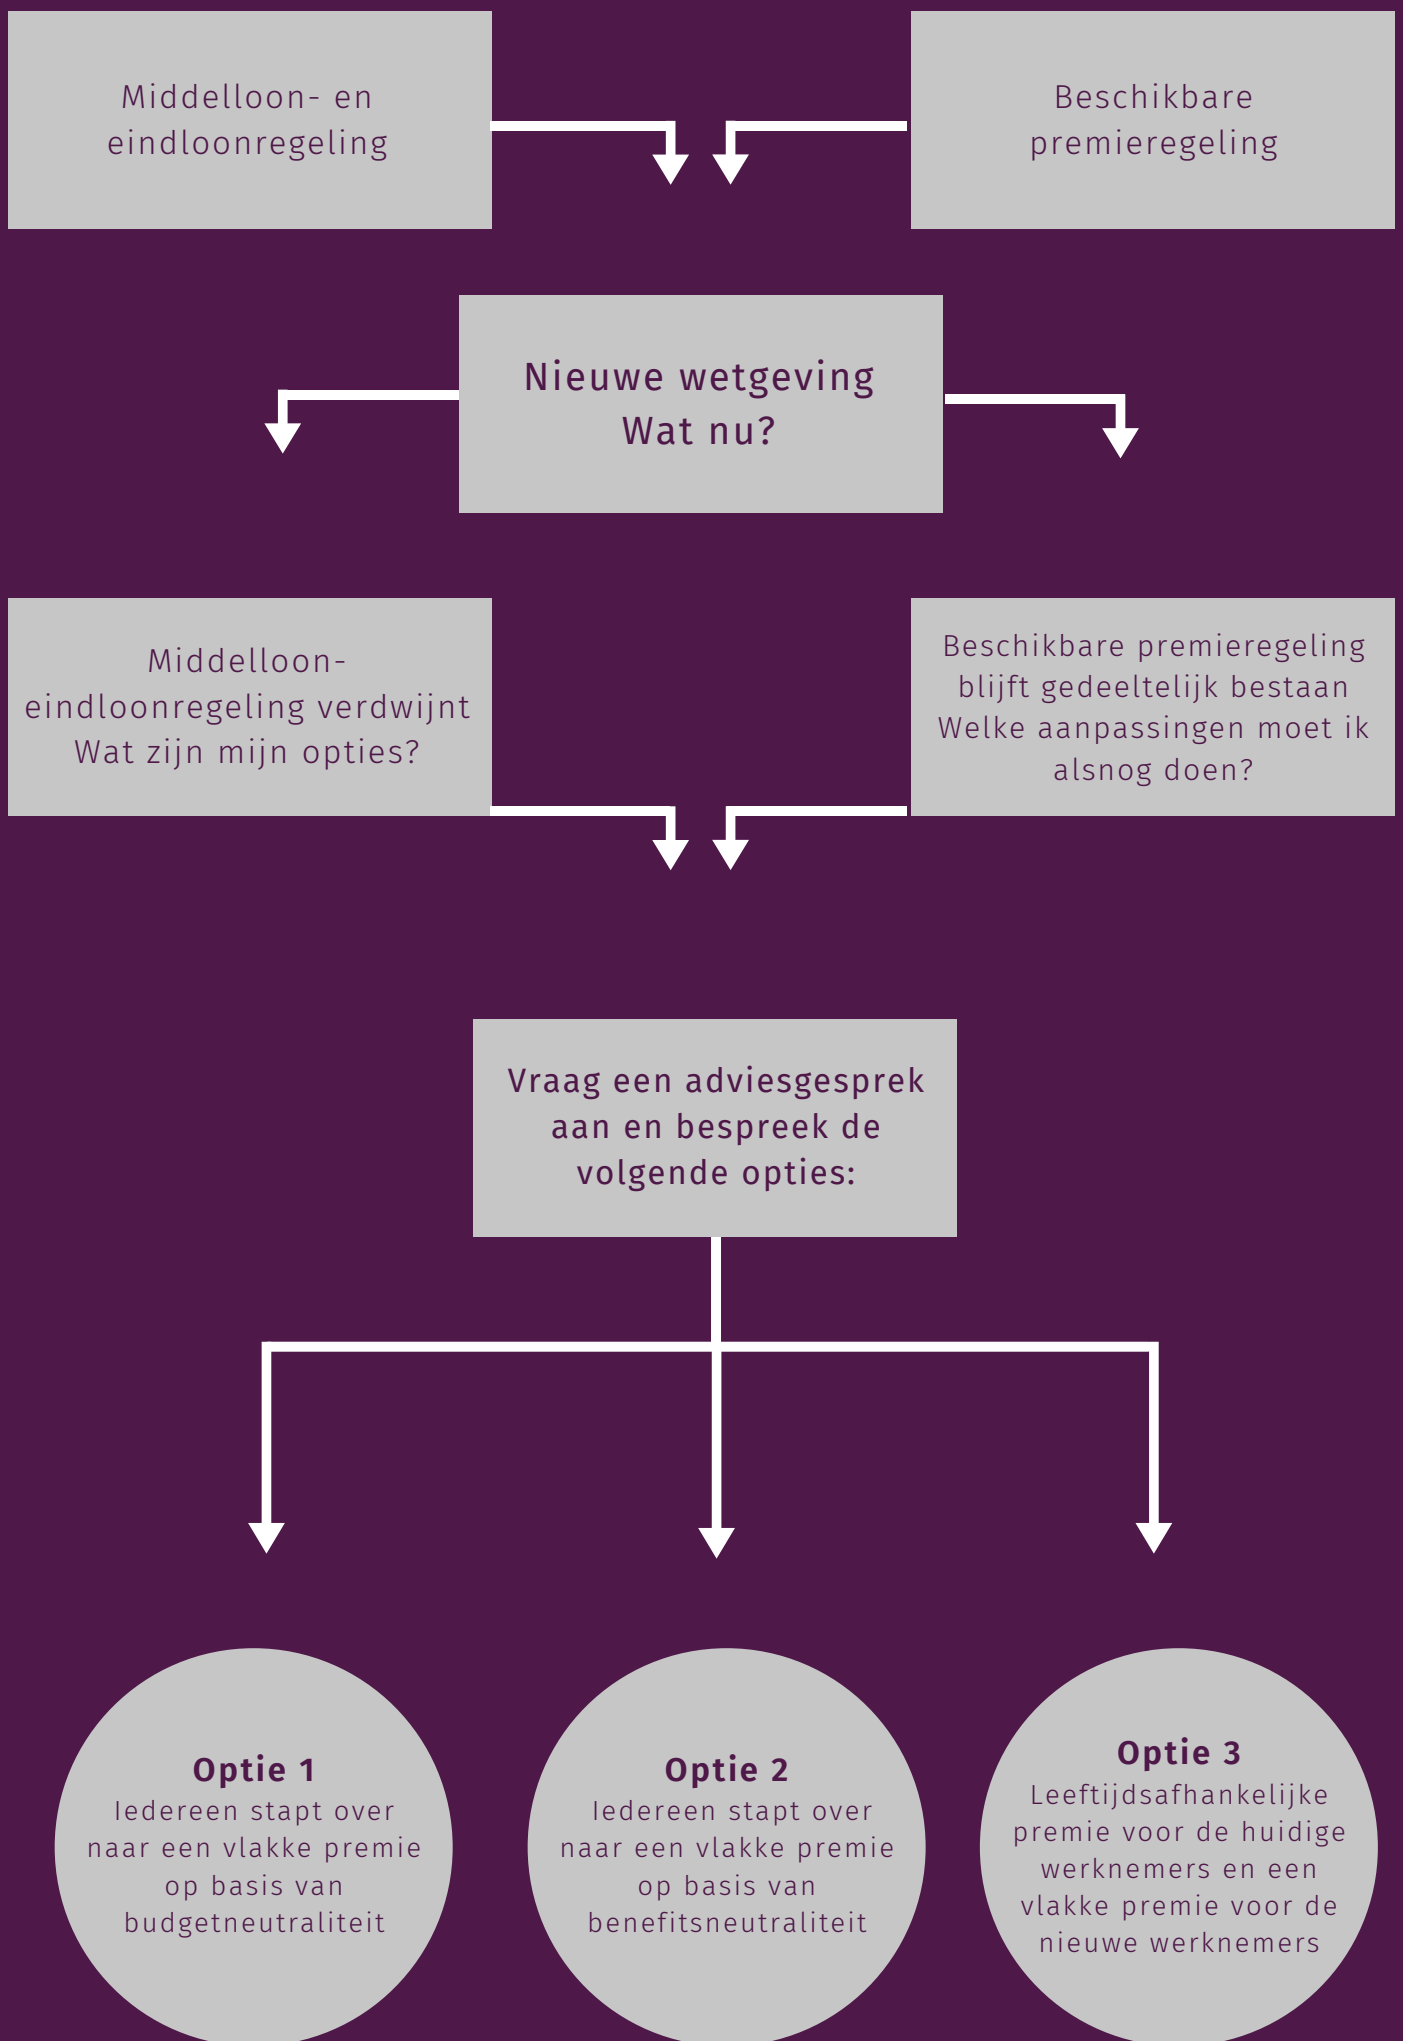 Middelloon- en
eindloonregeling
Beschikbare
premieregeling
Nieuwe wetgeving
Wat nu?
Middelloon-
eindloonregeling verdwijnt
Wat zijn mijn opties?
Beschikbare premieregeling
blijft gedeeltelijk bestaan
Welke aanpassingen moet ik
alsnog doen?
Vraag een adviesgesprek
aan en bespreek de
volgende opties:
Optie 1
Iedereen stapt over
naar een vlakke premie
op basis van
budgetneutraliteit
Optie 2
Iedereen stapt over
naar een vlakke premie
op basis van
benefitsneutraliteit
Optie 3
Leeftijdsafhankelijke
premie voor de huidige
werknemers en een
vlakke premie voor de
nieuwe werknemers